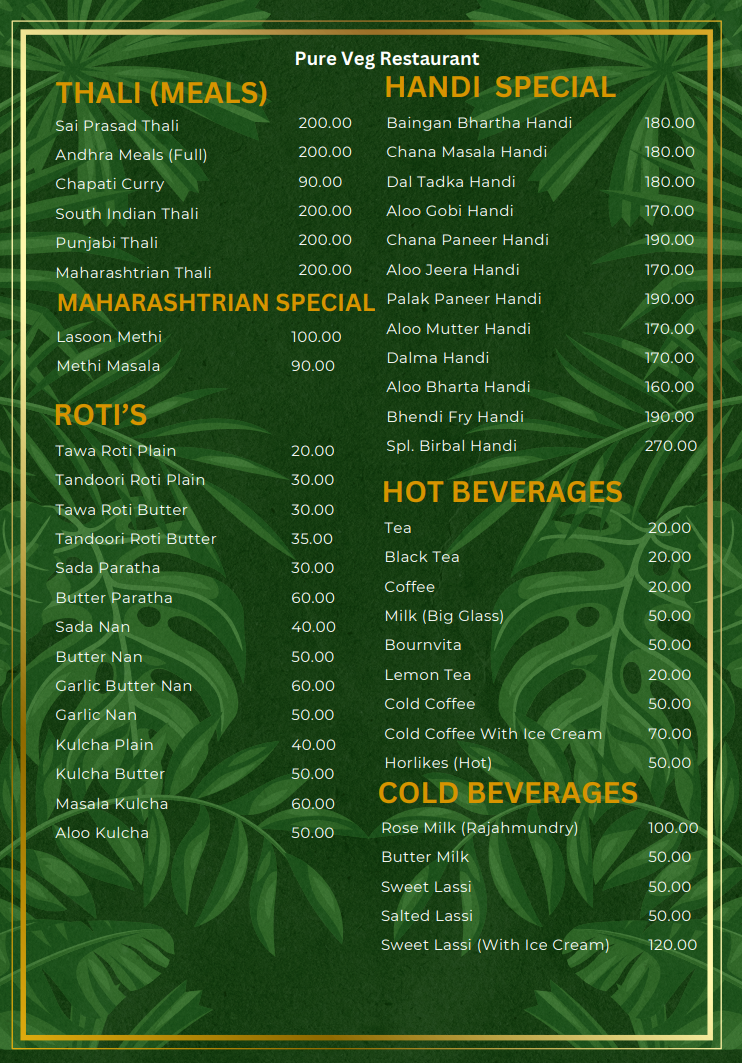 Pure Veg Restaurant
THALI (MEALS)
Sai Prasad Thali 200.00
Andhra Meals (Full) 200.00
Chapati Curry 90.00
South Indian Thali 200.00
Punjabi Thali 200.00
Maharashtrian Thali 200.00
MAHARASHTRIAN SPECIAL
Lasoon Methi 100.00
Methi Masala 90.00
ROTI’S
Tawa Roti Plain 20.00
Tandoori Roti Plain 30.00
Tawa Roti Butter 30.00
Tandoori Roti Butter 35.00
Sada Paratha 30.00
Butter Paratha 60.00
Sada Nan 40.00
Butter Nan 50.00
Garlic Butter Nan 60.00
Garlic Nan 50.00
Kulcha Plain 40.00
Kulcha Butter 50.00
Masala Kulcha 60.00
Aloo Kulcha 50.00
HANDI SPECIAL
Baingan Bhartha Handi 180.00
Chana Masala Handi 180.00
Dal Tadka Handi 180.00
Aloo Gobi Handi 170.00
Chana Paneer Handi 190.00
Aloo Jeera Handi 170.00
Palak Paneer Handi 190.00
Aloo Mutter Handi 170.00
Dalma Handi 170.00
Aloo Bharta Handi 160.00
Bhendi Fry Handi 190.00
Spl. Birbal Handi 270.00
HOT BEVERAGES
Tea 20.00
Black Tea 20.00
Coffee 20.00
Milk (Big Glass) 50.00
Bournvita 50.00
Lemon Tea 20.00
Cold Coffee 50.00
Cold Coffee With Ice Cream 70.00
Horlikes (Hot) 50.00
COLD BEVERAGES
Rose Milk (Rajahmundry) 100.00
Butter Milk 50.00
Sweet Lassi 50.00
Salted Lassi 50.00
Sweet Lassi (With Ice Cream) 120.00